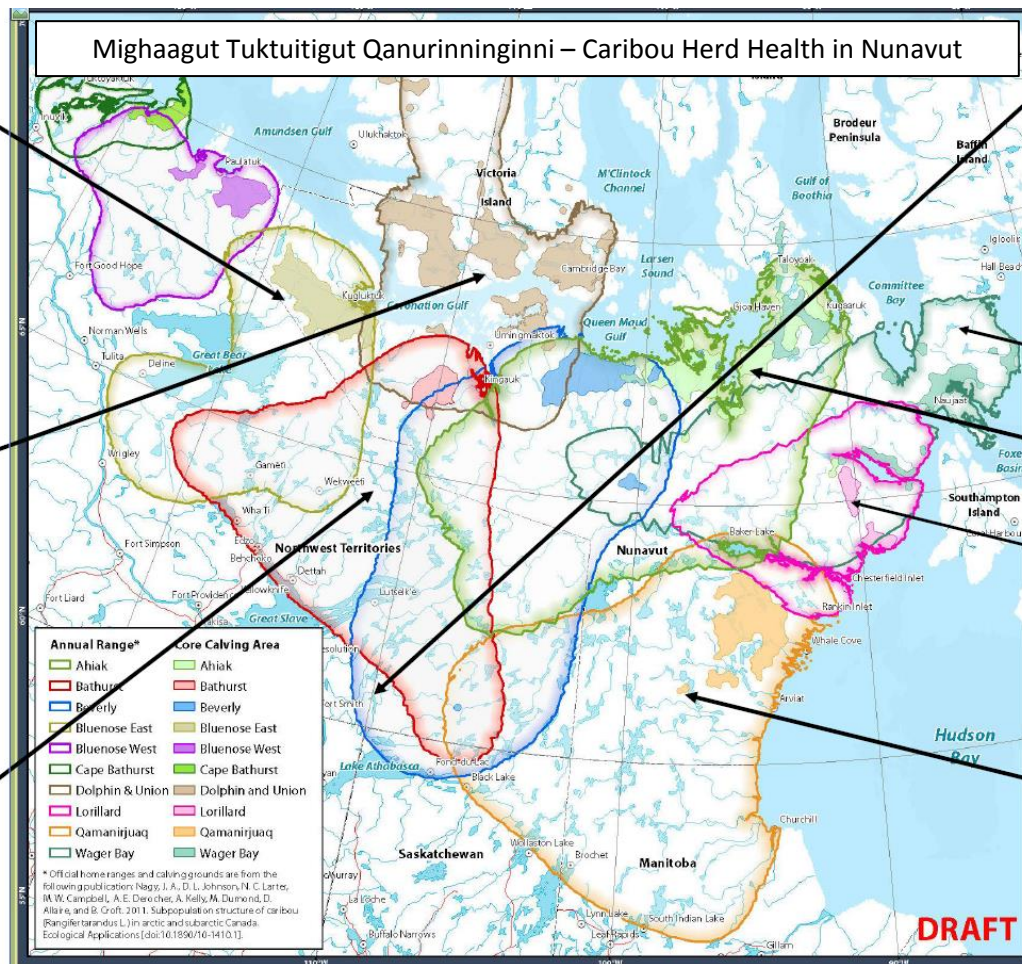 Mighaagut Tuktuitigut Qanurinninginni – Caribou Herd Health in Nunavut
Inuvik
Amundsen Gulf
Ulukhaktok
Paulatuk
Victoria
Island
M'Clintock
Channel
Brodeur
Peninsula
Baffin
Island
Gulf of
Boothia
Igloolik
Hall Beach
Fort Good Hope
Taloyoak
Larsen
Sound
Cambridge Bay
Committee
Bay
Kugluktuk
Coronation Gulf
Gjoa Haven
Kugaaruk
Norman Wells
65°N
Tulita
Deline
Great Bear
Umingmaktok
Queen Maud
Gulf
Kingauk
Naujaat
Foxe
Basin
Wrigley
Gamèti
Wekweeti
Southampton
Island
Wha Ti
Edzo
Behchoko
Fort Simpson
Northwest Territories
Nunavut
Baker Lake
Dettah
Yellowknife
Chesterfield Inlet
Fort Liard
Fort Providence
Lutselk'e
Rankin Inlet
60°N
Great Slave
Whale Cove
Arviat
Fort Smith
Hudson
Bay
Lake Athabasca
Fond-du-Lac
Black Lake
Churchill
Wollaston Lake
Brochet
Saskatchewan
Manitoba
La Loche
Lynn Lake
South Indian Lake
Leaf Rapids
Buffalo Narrows
Gillam
55°N
Annual Range* Core Calving Area
Ahiak Ahiak
Bathurst Bathurst
Beverly Beverly
Bluenose East Bluenose East
Bluenose West Bluenose West
Cape Bathurst Cape Bathurst
Dolphin & Union Dolphin and Union
Lorillard Lorillard
Qamanirjuaq Qamanirjuaq
Wager Bay Wager Bay
* Official home ranges and calving grounds are from the
following publication: Nagy, J. A., D. L. Johnson, N. C. Larter,
M. W. Campbell, A. E. Derocher, A. Kelly, M. Dumond, D.
Allaire, and B. Croft. 2011. Subpopulation structure of caribou
(Rangifer tarandus L.) in arctic and subarctic Canada.
Ecological Applications [doi:10.1890/10-1410.1].
DRAFT